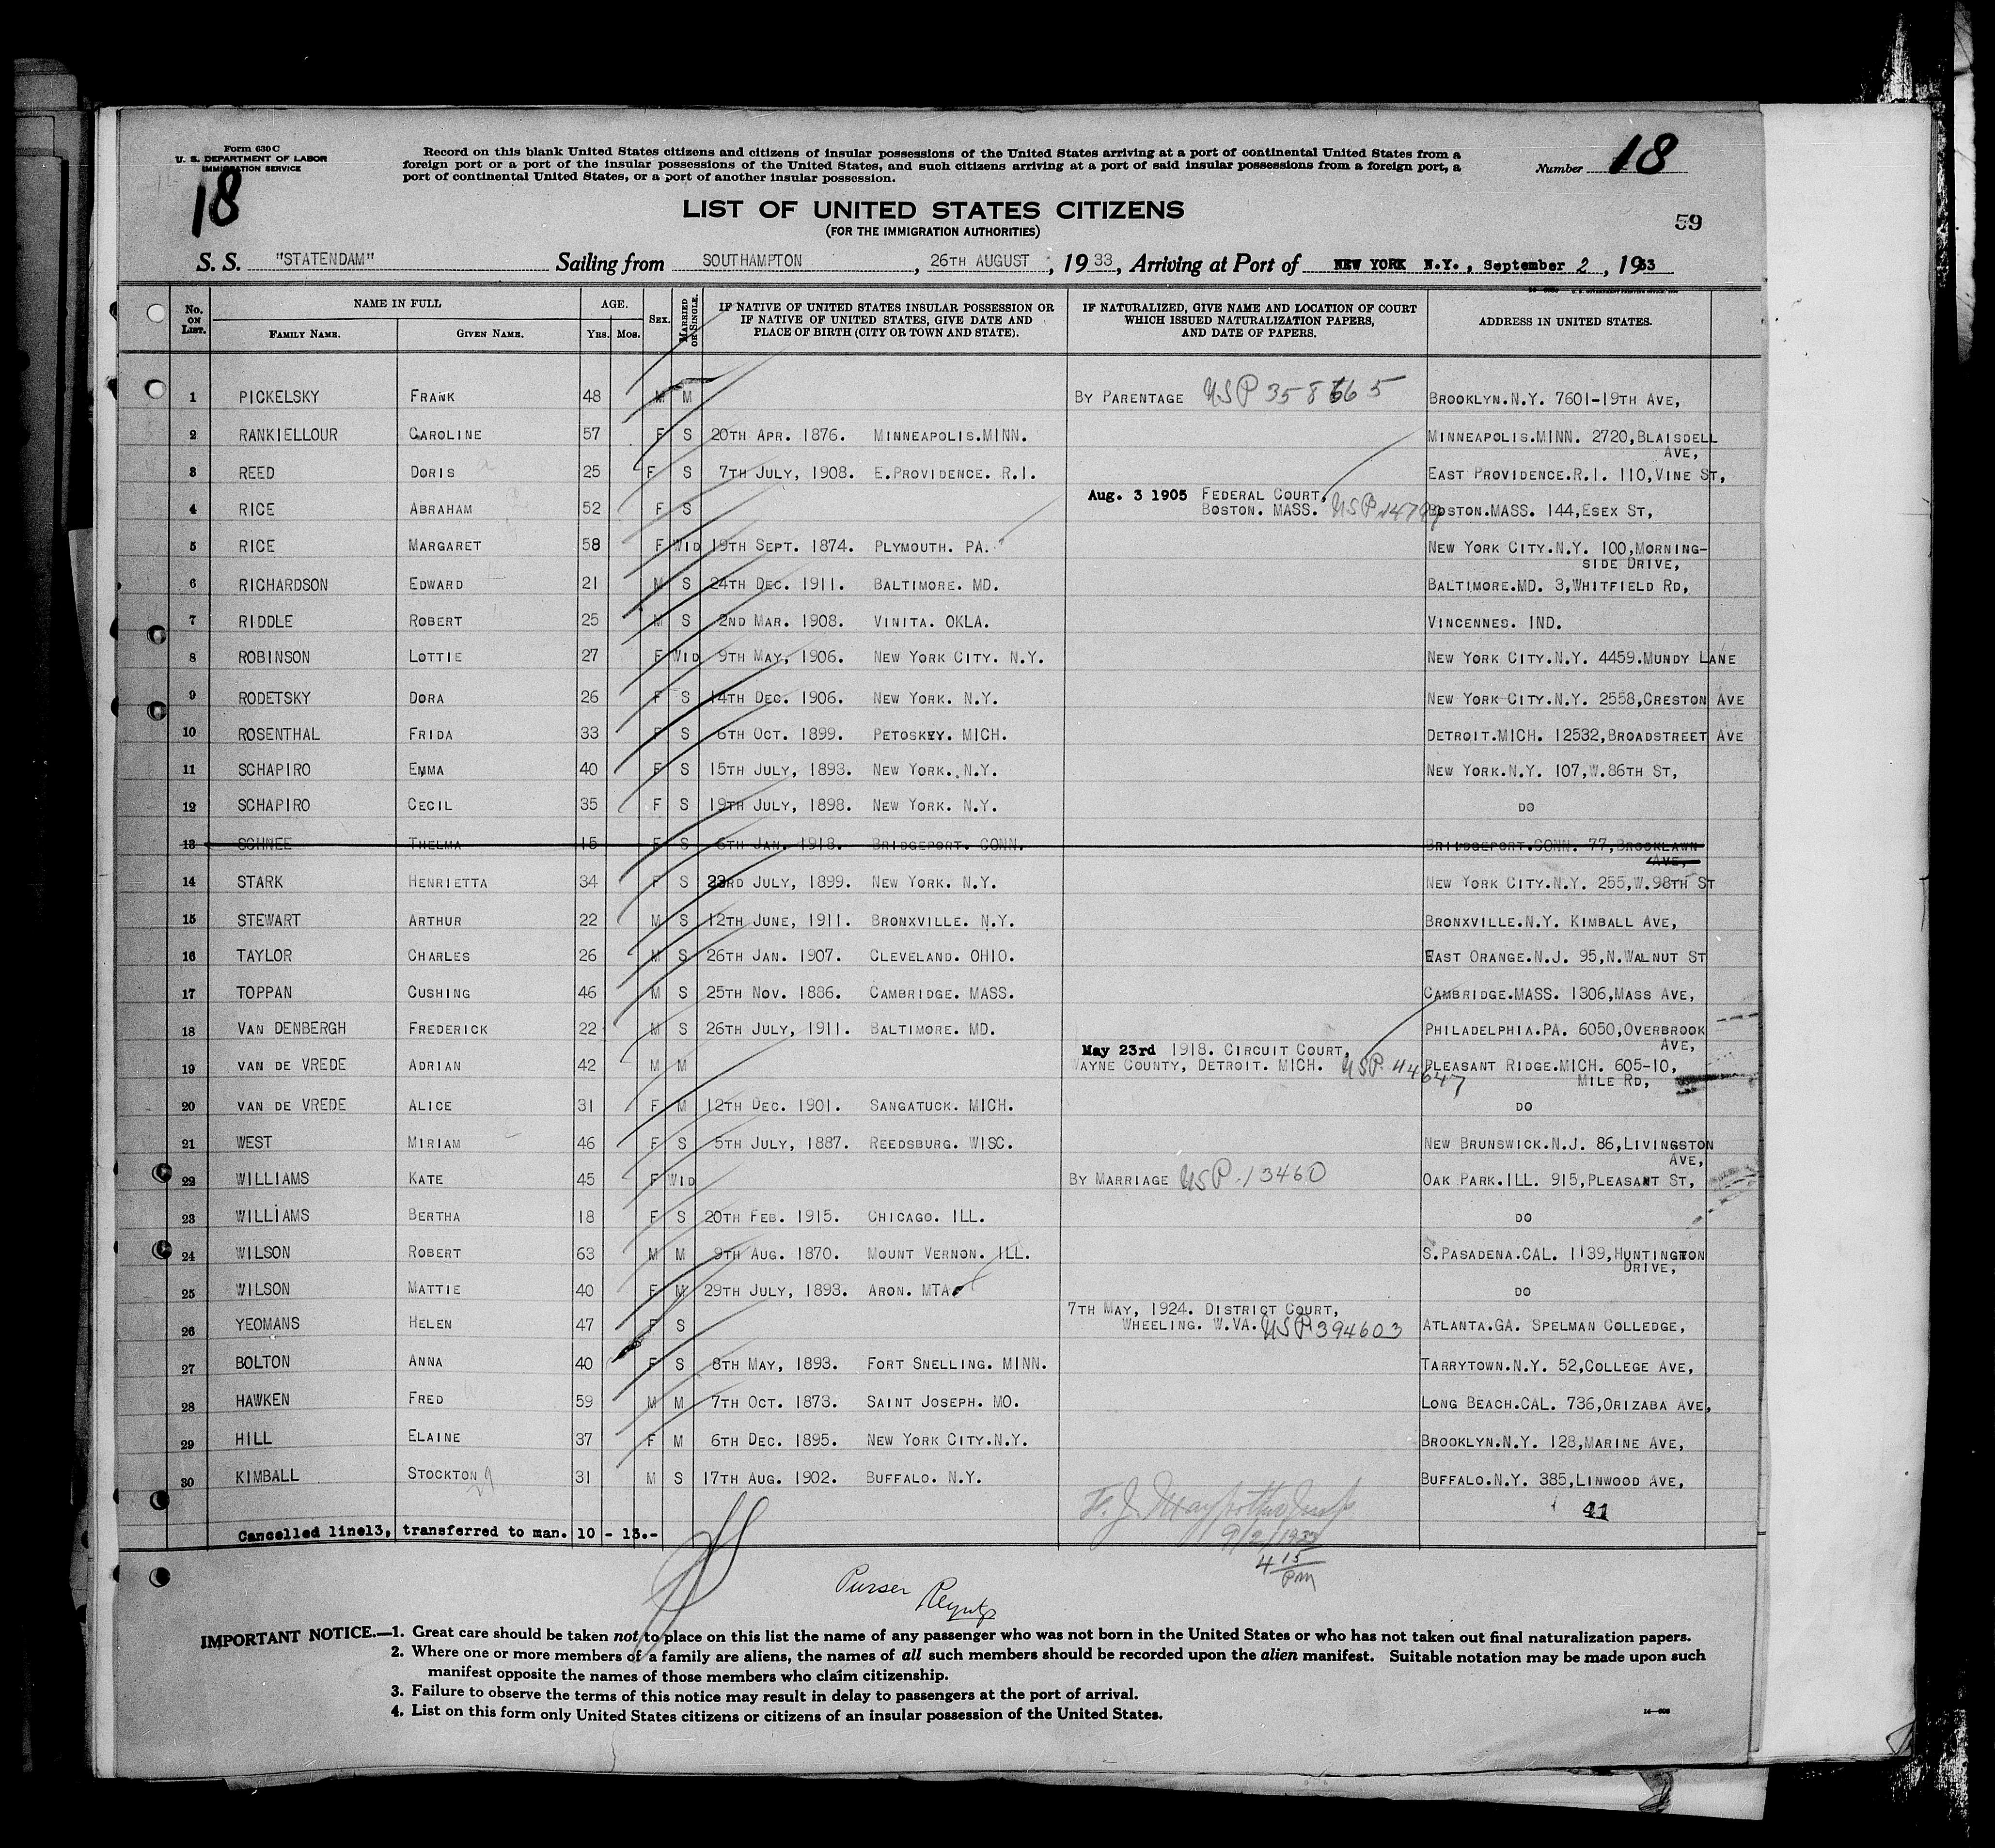 Form 630 C
U. S. DEPARTMENT OF LABOR
IMMIGRATION SERVICE
18
Record on this blank United States citizens and citizens of insular possessions of the United States arriving at a port of continental United States from a
foreign port or a port of the insular possessions of the United States, and such citizens arriving at a port of said insular possessions from a foreign port, a
port of continental United States, or a port of another insular possession.
Number 18
LIST OF UNITED STATES CITIZENS
(FOR THE IMMIGRATION AUTHORITIES)
59
S. S. "STATENDAM" Sailing from SOUTHAMPTON, 26TH AUGUST, 1933, Arriving at Port of NEW YORK N.Y., September 2, 1933
No. ON LIST. NAME IN FULL FAMILY NAME. GIVEN NAME. AGE. Yrs. Mos. SEX. MARRIED OR SINGLE. IF NATIVE OF UNITED STATES INSULAR POSSESSION OR IF NATIVE OF UNITED STATES, GIVE DATE AND PLACE OF BIRTH (CITY OR TOWN AND STATE). IF NATURALIZED, GIVE NAME AND LOCATION OF COURT WHICH ISSUED NATURALIZATION PAPERS, AND DATE OF PAPERS. ADDRESS IN UNITED STATES.
1 PICKELSKY FRANK 48 M M BY PARENTAGE USP BROOKLYN.N.Y. 7601-19TH AVE,
2 RANKIELLOUR CAROLINE 57 F S 20TH APR. 1876. MINNEAPOLIS.MINN. MINNEAPOLIS.MINN. 2720,BLAISDELL AVE,
3 REED DORIS 25 F S 7TH JULY, 1908. E.PROVIDENCE. R.I. EAST PROVIDENCE.R.I. 110,VINE ST,
4 RICE ABRAHAM 52 F S Aug. 3 1905 FEDERAL COURT, BOSTON. MASS. USP BOSTON.MASS. 144,ESEX ST,
5 RICE MARGARET 58 F WID 19TH SEPT. 1874. PLYMOUTH. PA. NEW YORK CITY.N.Y. 100,MORNING-SIDE DRIVE,
6 RICHARDSON EDWARD 21 M S 24TH DEC. 1911. BALTIMORE. MD. BALTIMORE.MD. 3,WHITFIELD RD,
7 RIDDLE ROBERT 25 M S 2ND MAR. 1908. VINITA. OKLA. VINCENNES. IND.
8 ROBINSON LOTTIE 27 F WID 9TH MAY, 1906. NEW YORK CITY. N.Y. NEW YORK CITY.N.Y. 4459.MUNDY LANE
9 RODETSKY DORA 26 F S 14TH DEC. 1906. NEW YORK. N.Y. NEW YORK CITY.N.Y. 2558,CRESTON AVE
10 ROSENTHAL FRIDA 33 F S 6TH OCT. 1899. PETOSKEY. MICH. DETROIT.MICH. 12532,BROADSTREET AVE
11 SCHAPIRO EMMA 40 F S 15TH JULY, 1893. NEW YORK. N.Y. NEW YORK.N.Y. 107,W.86TH ST,
12 SCHAPIRO CECIL 35 F S 19TH JULY, 1898. NEW YORK. N.Y. DO
13 SCHNEE THELMA 15 F S 6TH JAN. 1918. BRIDGEPORT. CONN. BRIDGEPORT.CONN. 77,BROOKLAWN AVE,
14 STARK HENRIETTA 34 F S 23RD JULY, 1899. NEW YORK. N.Y. NEW YORK CITY.N.Y. 255,W.98TH ST
15 STEWART ARTHUR 22 M S 12TH JUNE, 1911. BRONXVILLE. N.Y. BRONXVILLE.N.Y. KIMBALL AVE,
16 TAYLOR CHARLES 26 M S 26TH JAN. 1907. CLEVELAND. OHIO. EAST ORANGE.N.J. 95,N.WALNUT ST
17 TOPPAN CUSHING 46 M S 25TH NOV. 1886. CAMBRIDGE. MASS. CAMBRIDGE.MASS. 1306,MASS AVE,
18 VAN DENBERGH FREDERICK 22 M S 26TH JULY, 1911. BALTIMORE. MD. PHILADELPHIA.PA. 6050,OVERBROOK AVE,
19 VAN DE VREDE ADRIAN 42 M M May 23rd 1918. CIRCUIT COURT, WAYNE COUNTY, DETROIT. MICH. USP 44647 PLEASANT RIDGE.MICH. 605-10, MILE RD,
20 VAN DE VREDE ALICE 31 F M 12TH DEC. 1901. SANGATUCK. MICH. DO
21 WEST MIRIAM 46 F S 5TH JULY, 1887. REEDSBURG. WISC. NEW BRUNSWICK.N.J. 86,LIVINGSTON AVE,
22 WILLIAMS KATE 45 F WID BY MARRIAGE USP.13460 OAK PARK.ILL. 915,PLEASANT ST,
23 WILLIAMS BERTHA 18 F S 20TH FEB. 1915. CHICAGO. ILL. DO
24 WILSON ROBERT 63 M M 9TH AUG. 1870. MOUNT VERNON. ILL. S.PASADENA.CAL. 1139,HUNTINGTON DRIVE,
25 WILSON MATTIE 40 F M 29TH JULY, 1893. ARON. MTA DO
26 YEOMANS HELEN 47 F S 7TH MAY, 1924. DISTRICT COURT, WHEELING. W.VA. USP 394603 ATLANTA.GA. SPELMAN COLLEDGE,
27 BOLTON ANNA 40 F S 8TH MAY, 1893. FORT SNELLING. MINN. TARRYTOWN.N.Y. 52,COLLEGE AVE,
28 HAWKEN FRED 59 M M 7TH OCT. 1873. SAINT JOSEPH. MO. LONG BEACH.CAL. 736,ORIZABA AVE,
29 HILL ELAINE 37 F M 6TH DEC. 1895. NEW YORK CITY.N.Y. BROOKLYN.N.Y. 128,MARINE AVE,
30 KIMBALL STOCKTON 31 M S 17TH AUG. 1902. BUFFALO. N.Y. BUFFALO.N.Y. 385,LINWOOD AVE,
41
Cancelled line13, transferred to man. 10 - 13.-
9/2/1933
4 15 PM
Purser
IMPORTANT NOTICE.—1. Great care should be taken not to place on this list the name of any passenger who was not born in the United States or who has not taken out final naturalization papers.
2. Where one or more members of a family are aliens, the names of all such members should be recorded upon the alien manifest. Suitable notation may be made upon such
manifest opposite the names of those members who claim citizenship.
3. Failure to observe the terms of this notice may result in delay to passengers at the port of arrival.
4. List on this form only United States citizens or citizens of an insular possession of the United States.